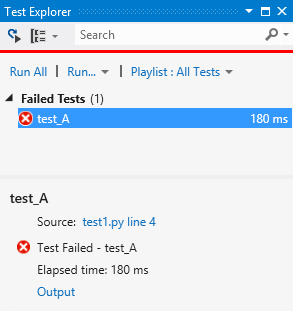 Test Explorer
Search
Run All | Run... | Playlist : All Tests
Failed Tests (1)
test_A 180 ms
test_A
Source: test1.py line 4
Test Failed - test_A
Elapsed time: 180 ms
Output